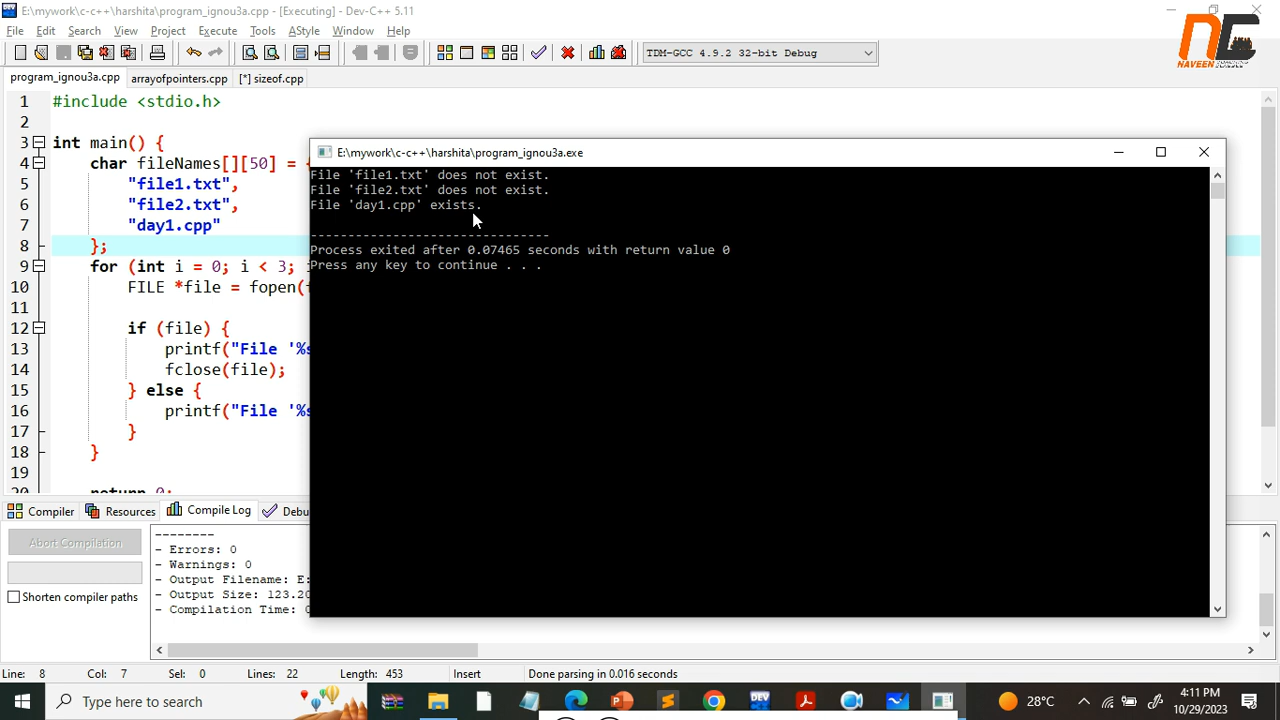 E:\mywork\c-c++\harshita\program_ignou3a.cpp - [Executing] - Dev-C++ 5.11
File Edit Search View Project Execute Tools AStyle Window Help
TDM-GCC 4.9.2 32-bit Debug
NAVEEN
program_ignou3a.cpp arrayofpointers.cpp [*] sizeof.cpp
1 #include <stdio.h>
2
3 int main() {
4 char fileNames[][50] = {
5 "file1.txt",
6 "file2.txt",
7 "day1.cpp"
8 };
9 for (int i = 0; i < 3; i
10 FILE *file = fopen(
11
12 if (file) {
13 printf("File '%s
14 fclose(file);
15 } else {
16 printf("File '%s
17 }
18 }
19
20 return 0;
E:\mywork\c-c++\harshita\program_ignou3a.exe
File 'file1.txt' does not exist.
File 'file2.txt' does not exist.
File 'day1.cpp' exists.
--------------------------------
Process exited after 0.07465 seconds with return value 0
Press any key to continue . . .
Compiler Resources Compile Log Debu
Abort Compilation
Shorten compiler paths
--------
- Errors: 0
- Warnings: 0
- Output Filename: E:
- Output Size: 123.20
- Compilation Time: 0
Line: 8 Col: 7 Sel: 0 Lines: 22 Length: 453 Insert Done parsing in 0.016 seconds
Type here to search
28°C
4:11 PM
10/29/2023